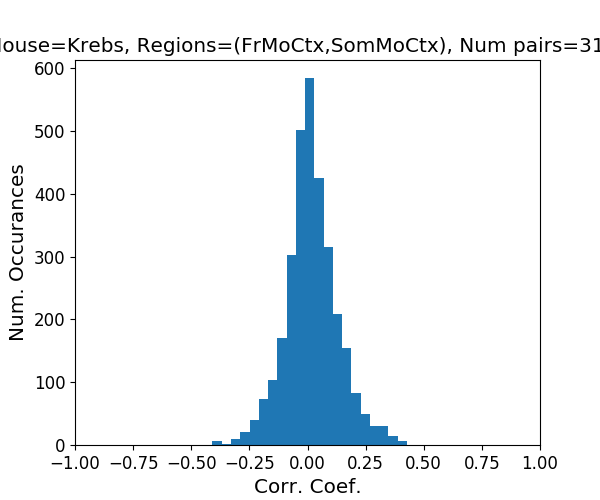 ouse=Krebs, Regions=(FrMoCtx,SomMoCtx), Num pairs=31
600
500
400
300
200
100
0
Num. Occurances
−1.00 −0.75 −0.50 −0.25 0.00 0.25 0.50 0.75 1.00
Corr. Coef.